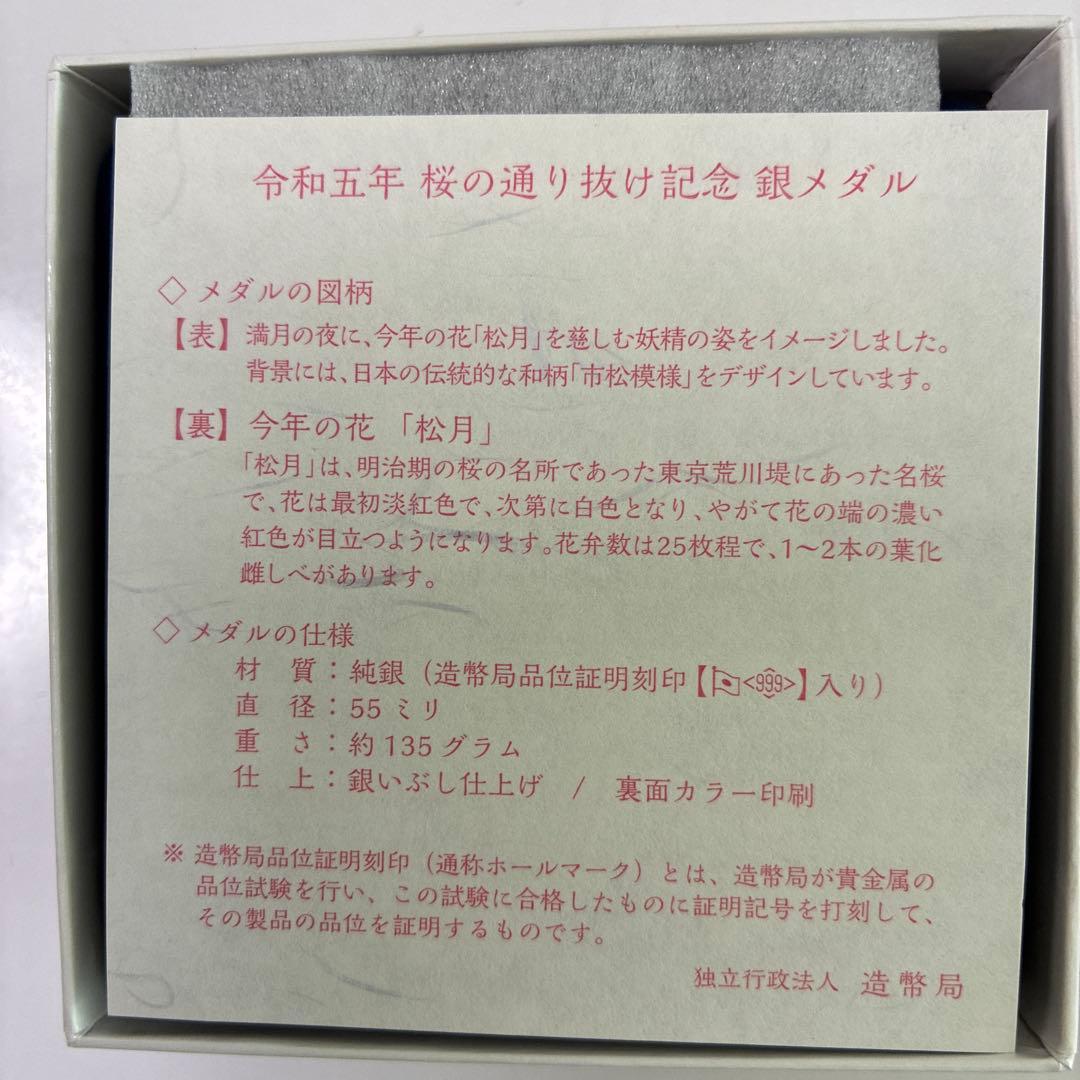 令和五年 桜の通り抜け記念 銀メダル
◇ メダルの図柄
【表】満月の夜に、今年の花「松月」を慈しむ妖精の姿をイメージしました。
背景には、日本の伝統的な和柄「市松模様」をデザインしています。
【裏】今年の花 「松月」
「松月」は、明治期の桜の名所であった東京荒川堤にあった名桜
で、花は最初淡紅色で、次第に白色となり、やがて花の端の濃い
紅色が目立つようになります。花弁数は25枚程で、1〜2本の葉化
雌しべがあります。
◇ メダルの仕様
材 質：純銀（造幣局品位証明刻印【<999>】入り）
直 径：55 ミリ
重 さ：約 135 グラム
仕 上：銀いぶし仕上げ / 裏面カラー印刷
※ 造幣局品位証明刻印（通称ホールマーク）とは、造幣局が貴金属の
品位試験を行い、この試験に合格したものに証明記号を打刻して、
その製品の品位を証明するものです。
独立行政法人 造幣局